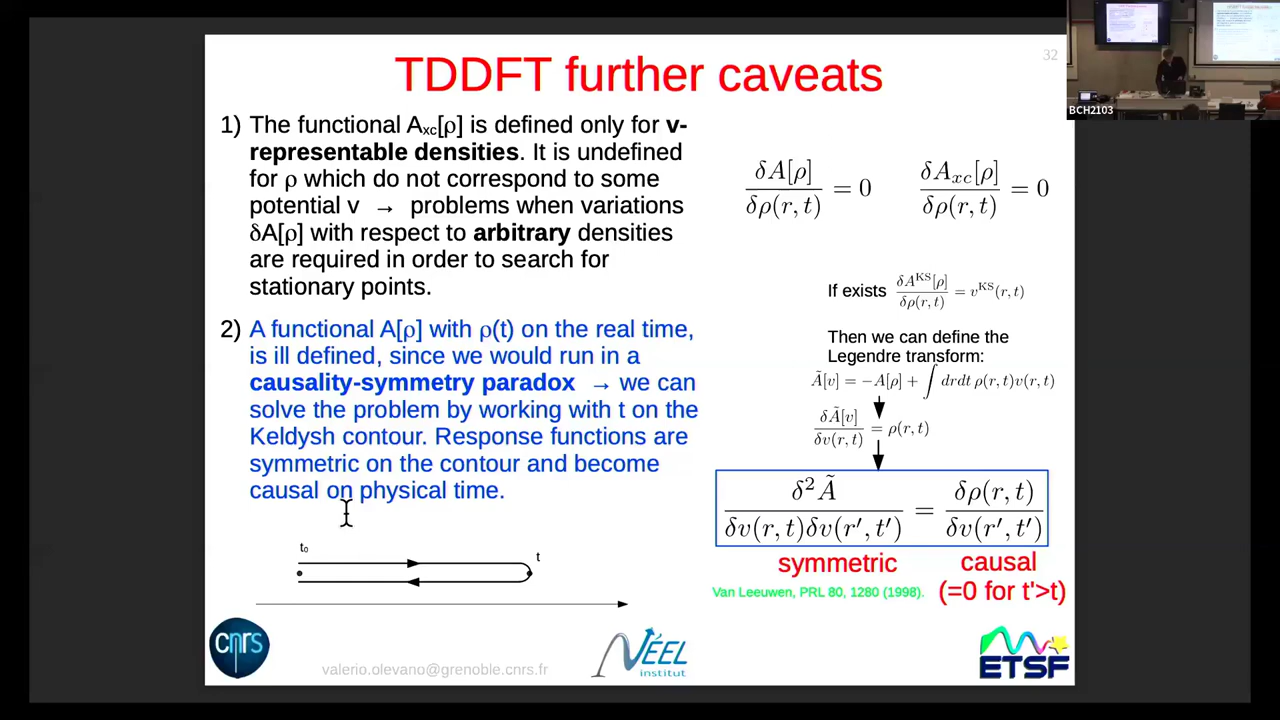 TDDFT further caveats
32
1) The functional Axc[ρ] is defined only for v-
representable densities. It is undefined
for ρ which do not correspond to some
potential v → problems when variations
δA[ρ] with respect to arbitrary densities
are required in order to search for
stationary points.
2) A functional A[ρ] with ρ(t) on the real time,
is ill defined, since we would run in a
causality-symmetry paradox → we can
solve the problem by working with t on the
Keldysh contour. Response functions are
symmetric on the contour and become
causal on physical time.
t₀
t
δA[ρ]/δρ(r, t) = 0
δAxc[ρ]/δρ(r, t) = 0
If exists δA^KS[ρ]/δρ(r, t) = v^KS(r, t)
Then we can define the
Legendre transform:
Ã[v] = −A[ρ] + ∫ drdt ρ(r, t)v(r, t)
δÃ[v]/δv(r, t) = ρ(r, t)
δ²Ã/δv(r, t)δv(r′, t′) = δρ(r, t)/δv(r′, t′)
symmetric
causal
Van Leeuwen, PRL 80, 1280 (1998).
(=0 for t'>t)
cnrs
valerio.olevano@grenoble.cnrs.fr
NÉEL
institut
ETSF
BCH2103